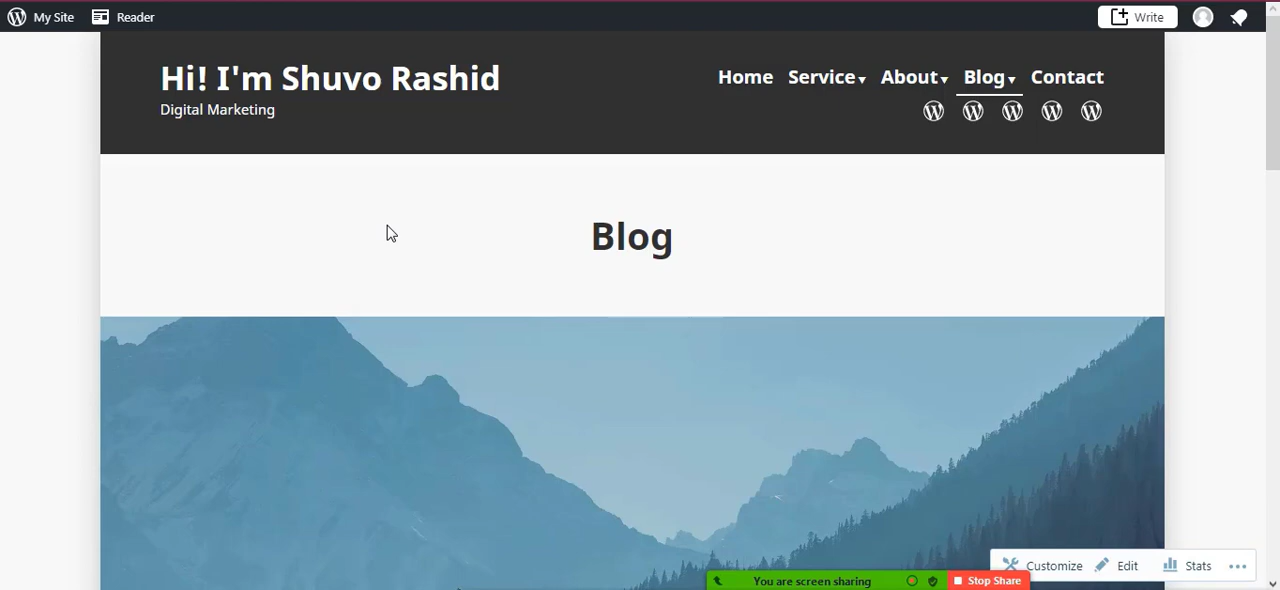 My Site Reader Write
Hi! I'm Shuvo Rashid
Digital Marketing
Home Service About Blog Contact
Blog
Customize Edit Stats
You are screen sharing Stop Share